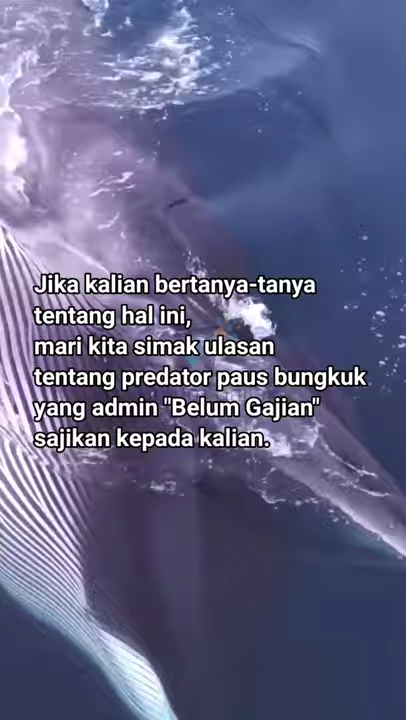 Jika kalian bertanya-tanya
tentang hal ini,
mari kita simak ulasan
tentang predator paus bungkuk
yang admin "Belum Gajian"
sajikan kepada kalian.